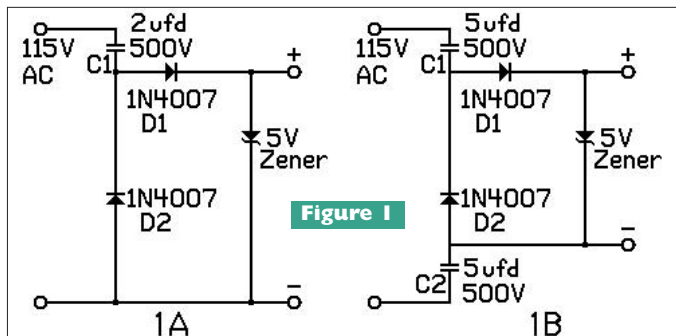 2ufd
500V
115V
AC
C1
+
1N4007
D1
5V
Zener
1N4007
D2
-
1A
Figure 1
5ufd
500V
115V
AC
C1
+
1N4007
D1
5V
Zener
1N4007
D2
-
C2
5ufd
500V
1B